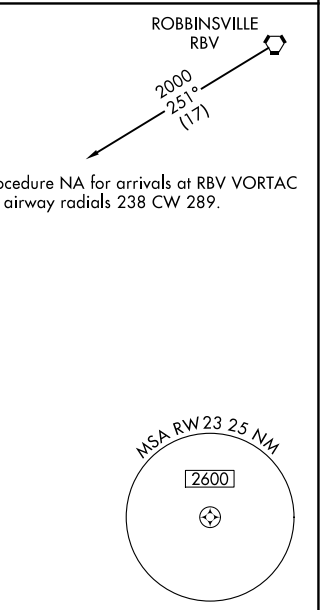 ROBBINSVILLE
RBV
2000
251°
(17)
ocedure NA for arrivals at RBV VORTAC
airway radials 238 CW 289.
MSA RW23 25 NM
2600